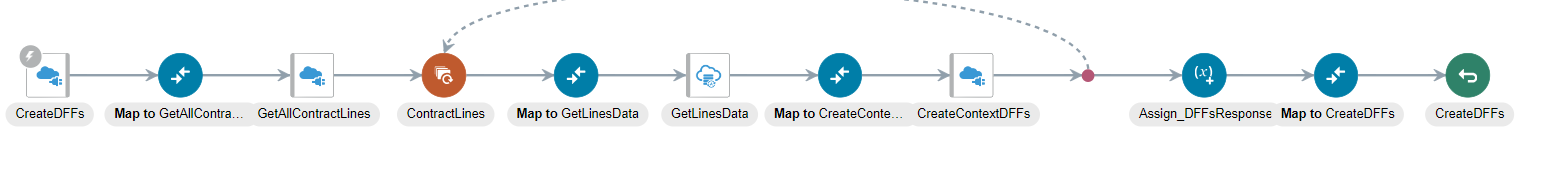 CreateDFFs
Map to GetAllContra...
GetAllContractLines
ContractLines
Map to GetLinesData
GetLinesData
Map to CreateConte...
CreateContextDFFs
Assign_DFFsResponse
Map to CreateDFFs
CreateDFFs